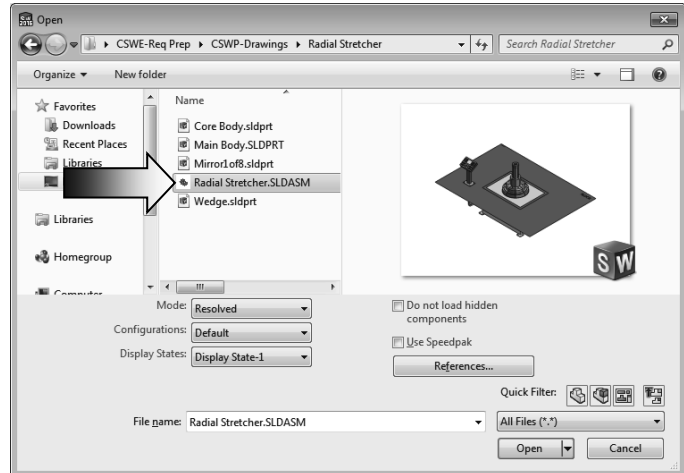 Open
CSWE-Req Prep ▸ CSWP-Drawings ▸ Radial Stretcher
Search Radial Stretcher
Organize
New folder
Favorites
Downloads
Recent Places
Libraries
Libraries
Homegroup
Computer
Name
Core Body.sldprt
Main Body.SLDPRT
Mirror1of8.sldprt
Radial Stretcher.SLDASM
Wedge.sldprt
SW
Mode: Resolved
Configurations: Default
Display States: Display State-1
Do not load hidden
components
Use Speedpak
References...
Quick Filter:
File name: Radial Stretcher.SLDASM
All Files (*.*)
Open
Cancel